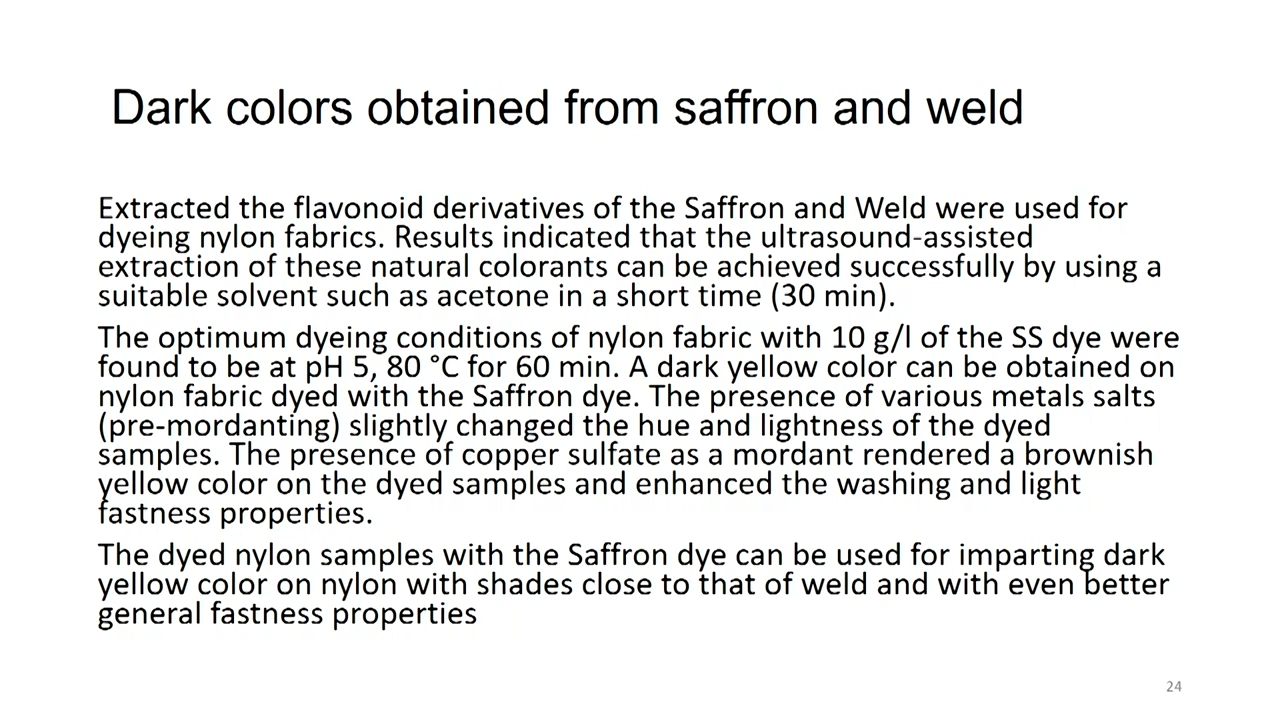 Dark colors obtained from saffron and weld
Extracted the flavonoid derivatives of the Saffron and Weld were used for
dyeing nylon fabrics. Results indicated that the ultrasound-assisted
extraction of these natural colorants can be achieved successfully by using a
suitable solvent such as acetone in a short time (30 min).
The optimum dyeing conditions of nylon fabric with 10 g/l of the SS dye were
found to be at pH 5, 80 °C for 60 min. A dark yellow color can be obtained on
nylon fabric dyed with the Saffron dye. The presence of various metals salts
(pre-mordanting) slightly changed the hue and lightness of the dyed
samples. The presence of copper sulfate as a mordant rendered a brownish
yellow color on the dyed samples and enhanced the washing and light
fastness properties.
The dyed nylon samples with the Saffron dye can be used for imparting dark
yellow color on nylon with shades close to that of weld and with even better
general fastness properties
24